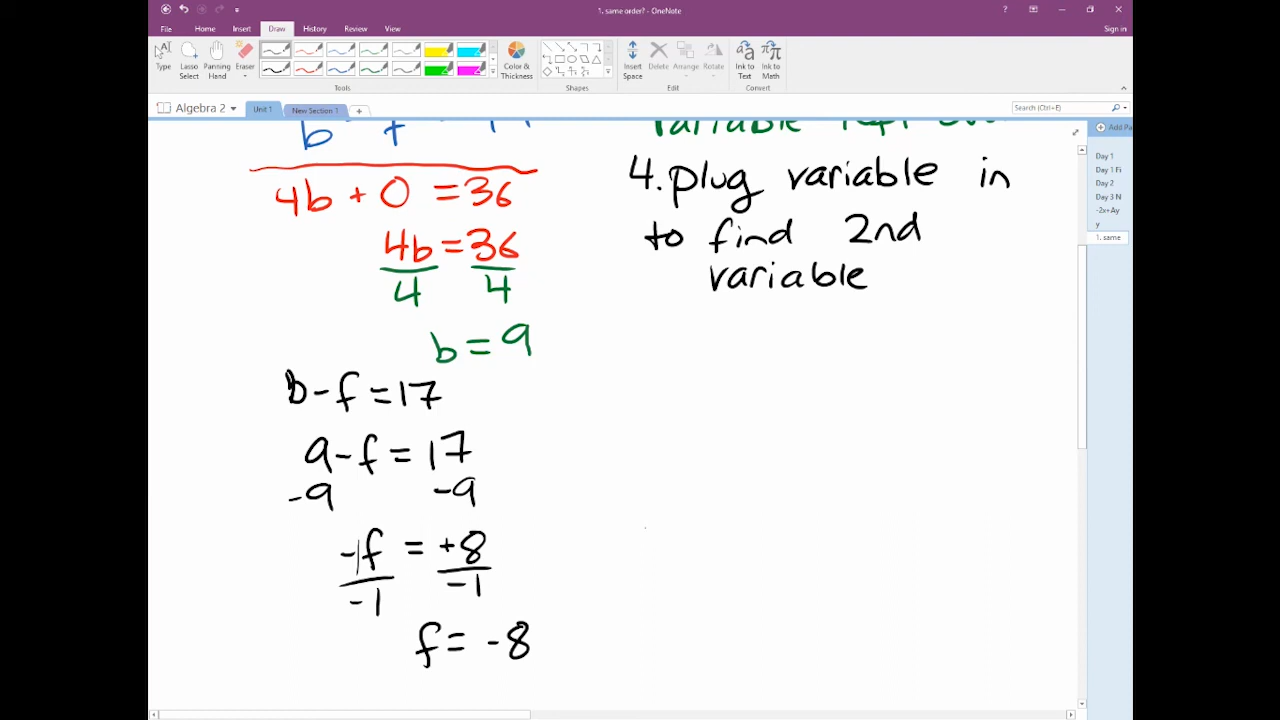 1. same order? - OneNote
File Home Insert Draw History Review View
Sign in
Type Lasso Select Panning Hand Eraser Color & Thickness Insert Space Delete Arrange Rotate Ink to Text Ink to Math
Tools Shapes Edit Convert
Algebra 2 Unit 1 New Section 1 + Search (Ctrl+E)
Add Pa
Day 1
Day 1 Fi
Day 2
Day 3 N
-2x+Ay
y
1. same
4b + 0 = 36
4b = 36
4 4
b = 9
b - f = 17
9 - f = 17
-9 -9
-1f = +8
-1 -1
f = -8
variable
4. plug variable in
to find 2nd
variable